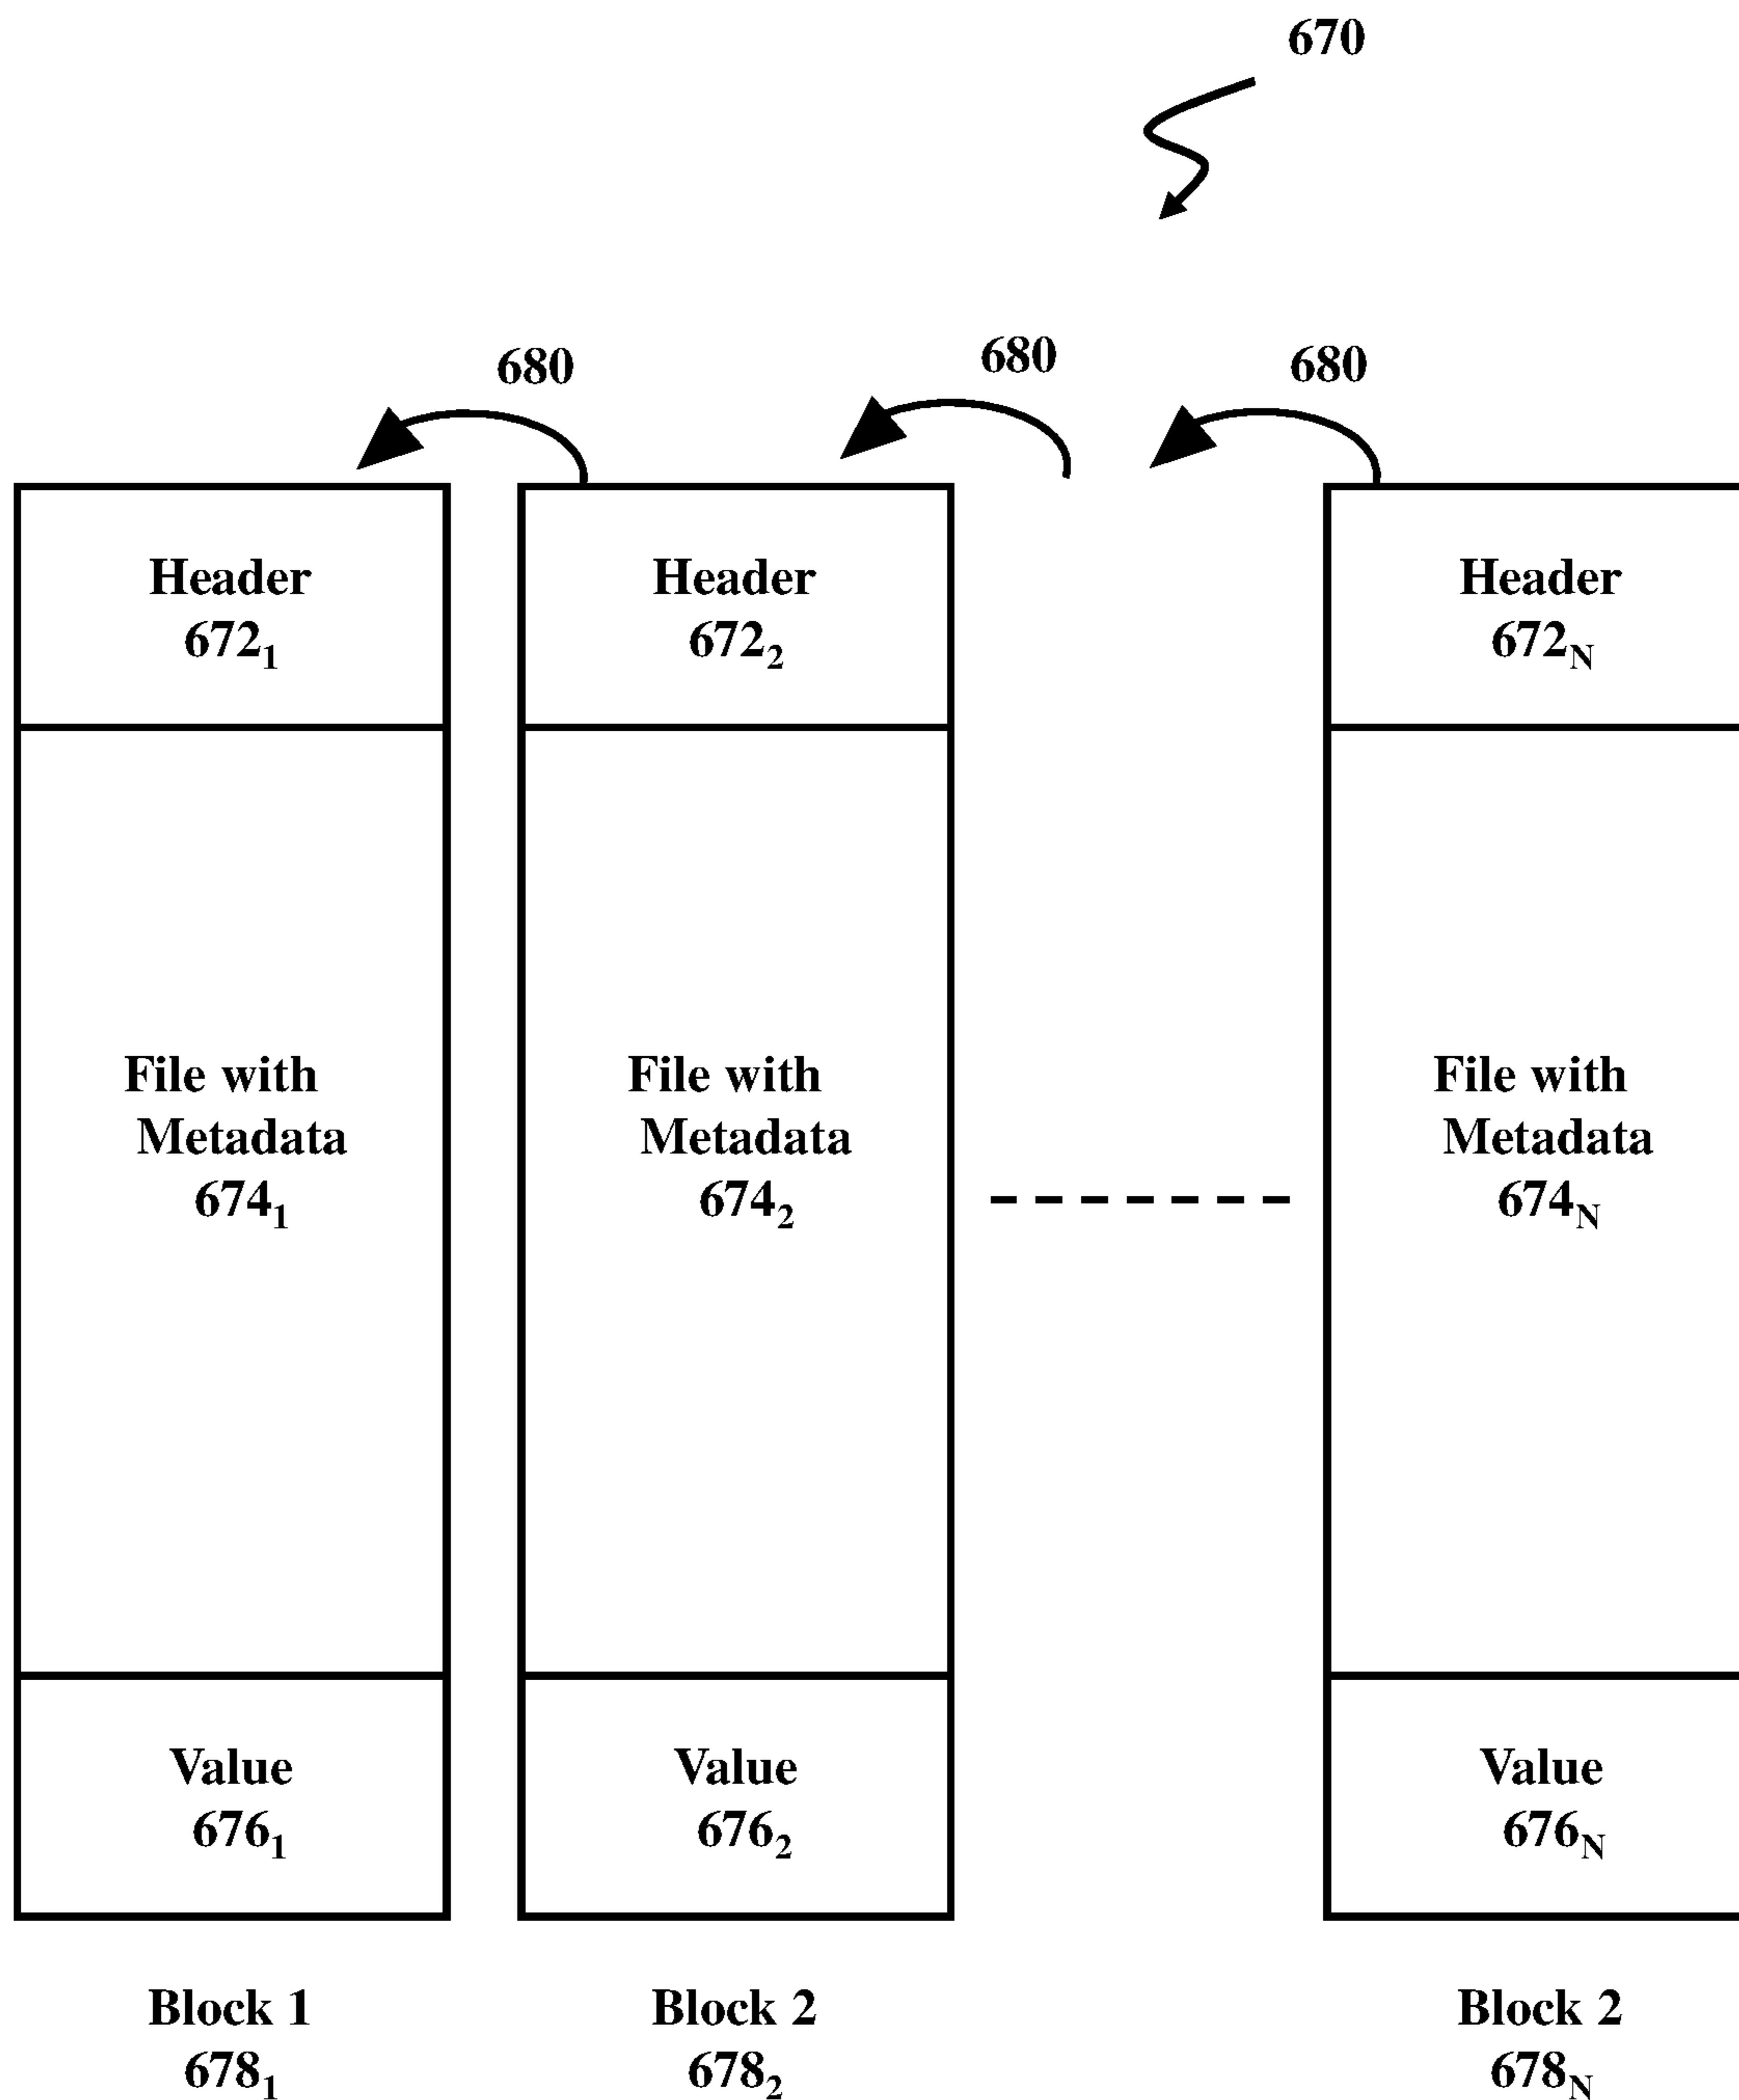 670
680
680
680
Header
672₁
Header
672₂
Header
672N
File with
Metadata
674₁
File with
Metadata
674₂
File with
Metadata
674N
Value
676₁
Value
676₂
Value
676N
Block 1
678₁
Block 2
678₂
Block 2
678N